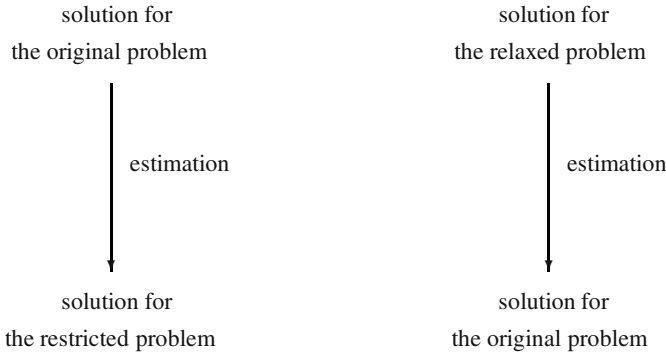 solution for
the original problem
estimation
solution for
the restricted problem
solution for
the relaxed problem
estimation
solution for
the original problem